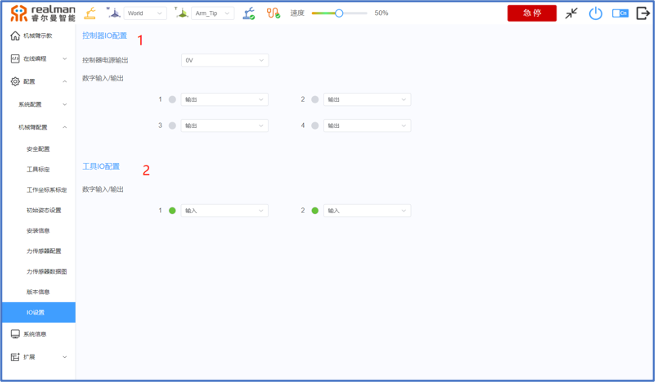 realman
睿尔曼智能
World
Arm_Tip
速度
50%
急 停
On
机械臂示教
在线编程
配置
系统配置
机械臂配置
安全配置
工具标定
工作坐标系标定
初始姿态设置
安装信息
力传感器配置
力传感器数据图
版本信息
IO设置
系统信息
扩展
控制器IO配置
1
控制器电源输出
0V
数字输入/输出
1 输出
2 输出
3 输出
4 输出
工具IO配置
2
数字输入/输出
1 输入
2 输入